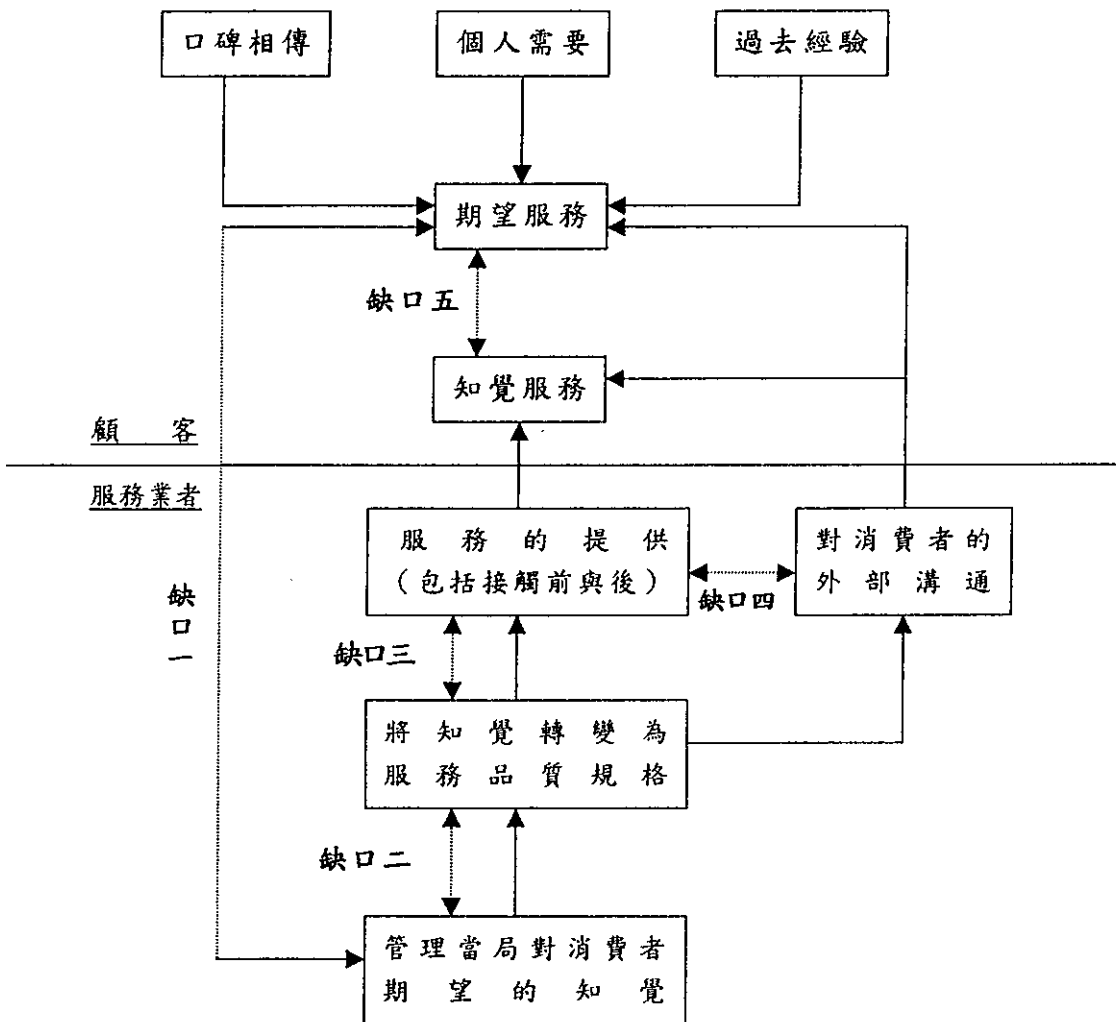 口碑相傳
個人需要
過去經驗
期望服務
缺口五
知覺服務
顧客
服務業者
服務的提供
(包括接觸前與後)
對消費者的
外部溝通
缺口四
缺口一
缺口三
將知覺轉變為
服務品質規格
缺口二
管理當局對消費者
期望的知覺